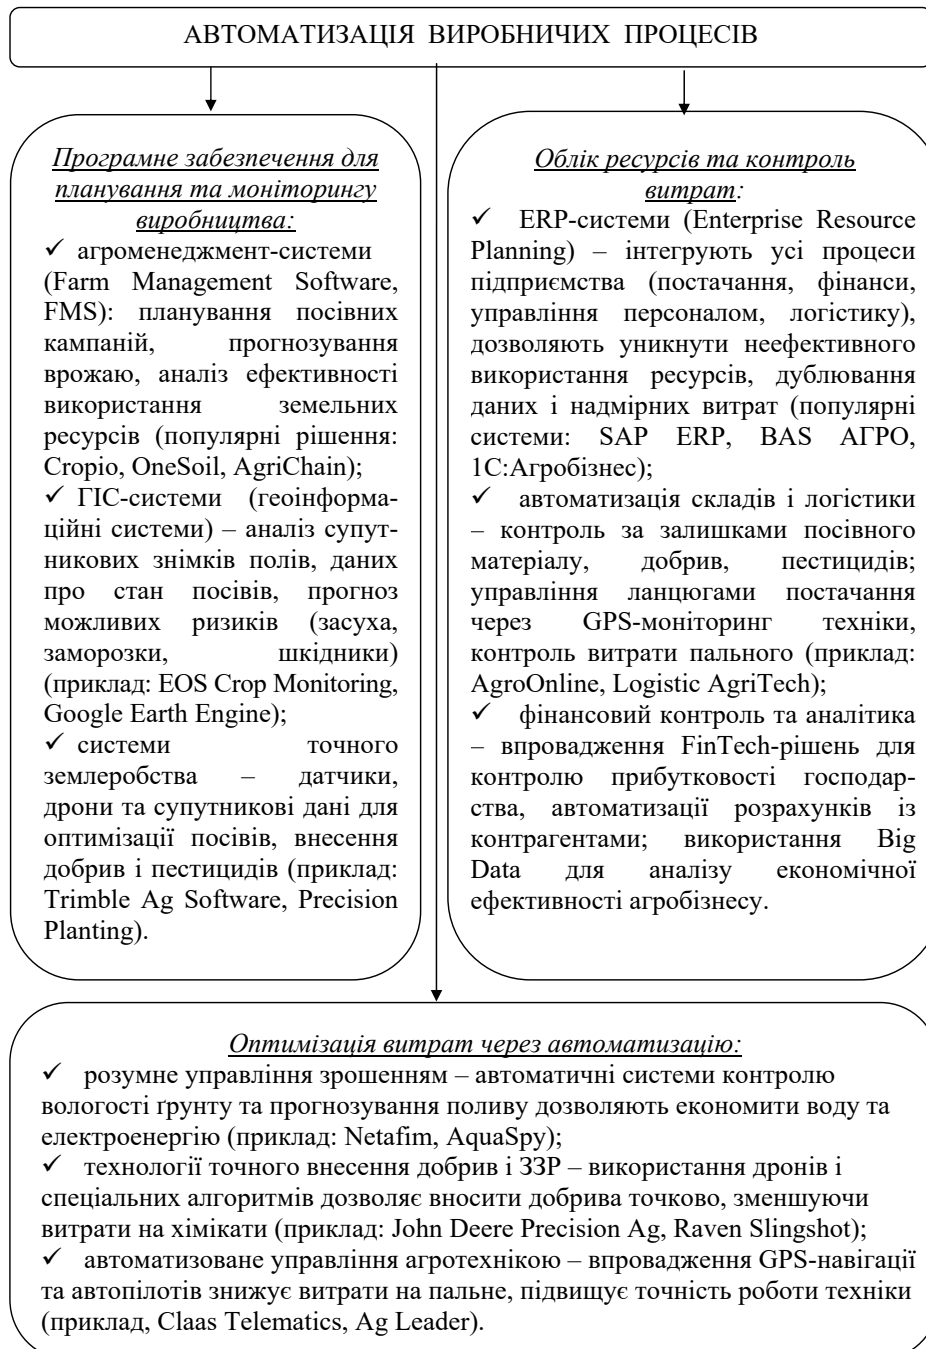 АВТОМАТИЗАЦІЯ ВИРОБНИЧИХ ПРОЦЕСІВ
Програмне забезпечення для
планування та моніторингу
виробництва:
✓ агроменеджмент-системи
(Farm Management Software,
FMS): планування посівних
кампаній, прогнозування
врожаю, аналіз ефективності
використання земельних
ресурсів (популярні рішення:
Cropio, OneSoil, AgriChain);
✓ ГІС-системи (геоінформа-
ційні системи) – аналіз супут-
никових знімків полів, даних
про стан посівів, прогноз
можливих ризиків (засуха,
заморозки, шкідники)
(приклад: EOS Crop Monitoring,
Google Earth Engine);
✓ системи точного
землеробства – датчики,
дрони та супутникові дані для
оптимізації посівів, внесення
добрив і пестицидів (приклад:
Trimble Ag Software, Precision
Planting).
Облік ресурсів та контроль
витрат:
✓ ERP-системи (Enterprise Resource
Planning) – інтегрують усі процеси
підприємства (постачання, фінанси,
управління персоналом, логістику),
дозволяють уникнути неефективного
використання ресурсів, дублювання
даних і надмірних витрат (популярні
системи: SAP ERP, BAS АГРО,
1С:Агробізнес);
✓ автоматизація складів і логістики
– контроль за залишками посівного
матеріалу, добрив, пестицидів;
управління ланцюгами постачання
через GPS-моніторинг техніки,
контроль витрати пального (приклад:
AgroOnline, Logistic AgriTech);
✓ фінансовий контроль та аналітика
– впровадження FinTech-рішень для
контролю прибутковості господар-
ства, автоматизації розрахунків із
контрагентами; використання Big
Data для аналізу економічної
ефективності агробізнесу.
Оптимізація витрат через автоматизацію:
✓ розумне управління зрошенням – автоматичні системи контролю
вологості ґрунту та прогнозування поливу дозволяють економити воду та
електроенергію (приклад: Netafim, AquaSpy);
✓ технології точного внесення добрив і ЗЗР – використання дронів і
спеціальних алгоритмів дозволяє вносити добрива точково, зменшуючи
витрати на хімікати (приклад: John Deere Precision Ag, Raven Slingshot);
✓ автоматизоване управління агротехнікою – впровадження GPS-навігації
та автопілотів знижує витрати на пальне, підвищує точність роботи техніки
(приклад, Claas Telematics, Ag Leader).